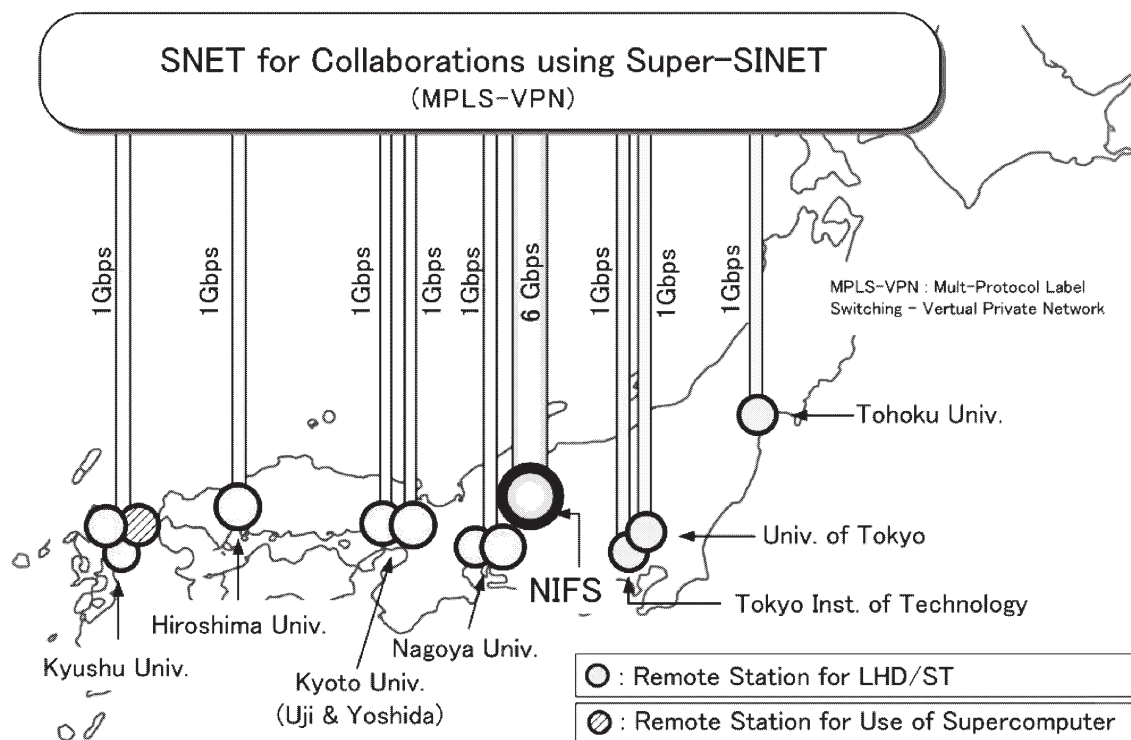 SNET for Collaborations using Super-SINET
(MPLS-VPN)
1Gbps
1Gbps
1Gbps
1Gbps
1Gbps
6 Gbps
1Gbps
1Gbps
1Gbps
MPLS-VPN : Mult-Protocol Label
Switching - Vertual Private Network
Tohoku Univ.
Univ. of Tokyo
NIFS
Tokyo Inst. of Technology
Hiroshima Univ.
Nagoya Univ.
Kyushu Univ.
Kyoto Univ.
(Uji & Yoshida)
: Remote Station for LHD/ST
: Remote Station for Use of Supercomputer